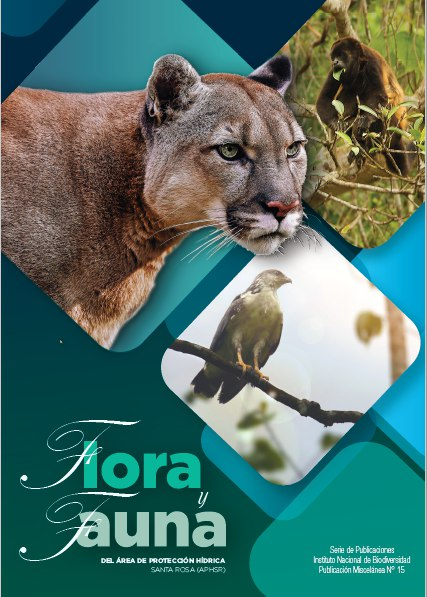 Flora
y
Fauna
DEL ÁREA DE PROTECCIÓN HÍDRICA
SANTA ROSA (APHSR)
Serie de Publicaciones
Instituto Nacional de Biodiversidad
Publicación Miscelánea N° 15